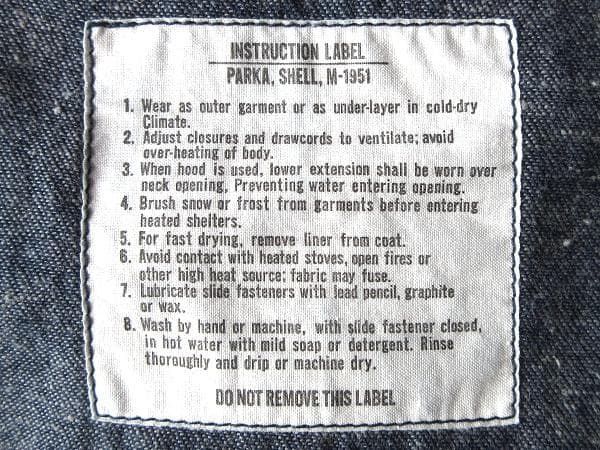 INSTRUCTION LABEL
PARKA, SHELL, M-1951
1. Wear as outer garment or as under-layer in cold-dry
Climate.
2. Adjust closures and drawcords to ventilate; avoid
over-heating of body.
3. When hood is used, lower extension shall be worn over
neck opening, Preventing water entering opening.
4. Brush snow or frost from garments before entering
heated shelters.
5. For fast drying, remove liner from coat.
6. Avoid contact with heated stoves, open fires or
other high heat source; fabric may fuse.
7. Lubricate slide fasteners with lead pencil, graphite
or wax.
8. Wash by hand or machine, with slide fastener closed,
in hot water with mild soap or detergent. Rinse
thoroughly and drip or machine dry.
DO NOT REMOVE THIS LABEL